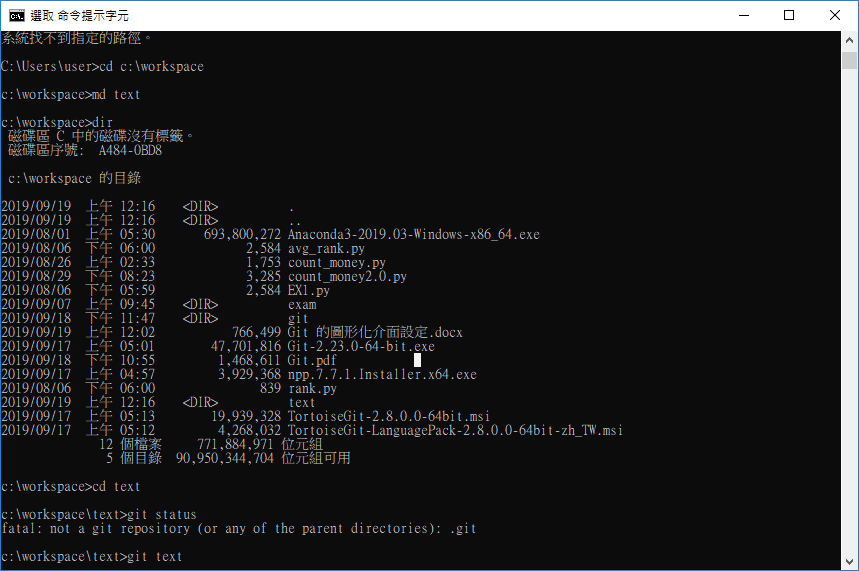 選取 命令提示字元
系統找不到指定的路徑。
C:\Users\user>cd c:\workspace
c:\workspace>md text
c:\workspace>dir
 磁碟區 C 中的磁碟沒有標籤。
 磁碟區序號:  A484-0BD8
 c:\workspace 的目錄
2019/09/19  上午 12:16    <DIR>          .
2019/09/19  上午 12:16    <DIR>          ..
2019/08/01  上午 05:30       693,800,272 Anaconda3-2019.03-Windows-x86_64.exe
2019/08/06  下午 06:00             2,584 avg_rank.py
2019/08/26  上午 02:33             1,753 count_money.py
2019/08/29  下午 08:23             3,285 count_money2.0.py
2019/08/06  下午 05:59             2,584 EX1.py
2019/09/07  上午 09:45    <DIR>          exam
2019/09/18  下午 11:47    <DIR>          git
2019/09/19  上午 12:02           766,499 Git 的圖形化介面設定.docx
2019/09/17  上午 05:01        47,701,816 Git-2.23.0-64-bit.exe
2019/09/18  下午 10:55         1,468,611 Git.pdf
2019/09/17  上午 04:57         3,929,368 npp.7.7.1.Installer.x64.exe
2019/08/06  下午 06:00               839 rank.py
2019/09/19  上午 12:16    <DIR>          text
2019/09/17  上午 05:13        19,939,328 TortoiseGit-2.8.0.0-64bit.msi
2019/09/17  上午 05:12         4,268,032 TortoiseGit-LanguagePack-2.8.0.0-64bit-zh_TW.msi
              12 個檔案     771,884,971 位元組
               5 個目錄  90,950,344,704 位元組可用
c:\workspace>cd text
c:\workspace\text>git status
fatal: not a git repository (or any of the parent directories): .git
c:\workspace\text>git text